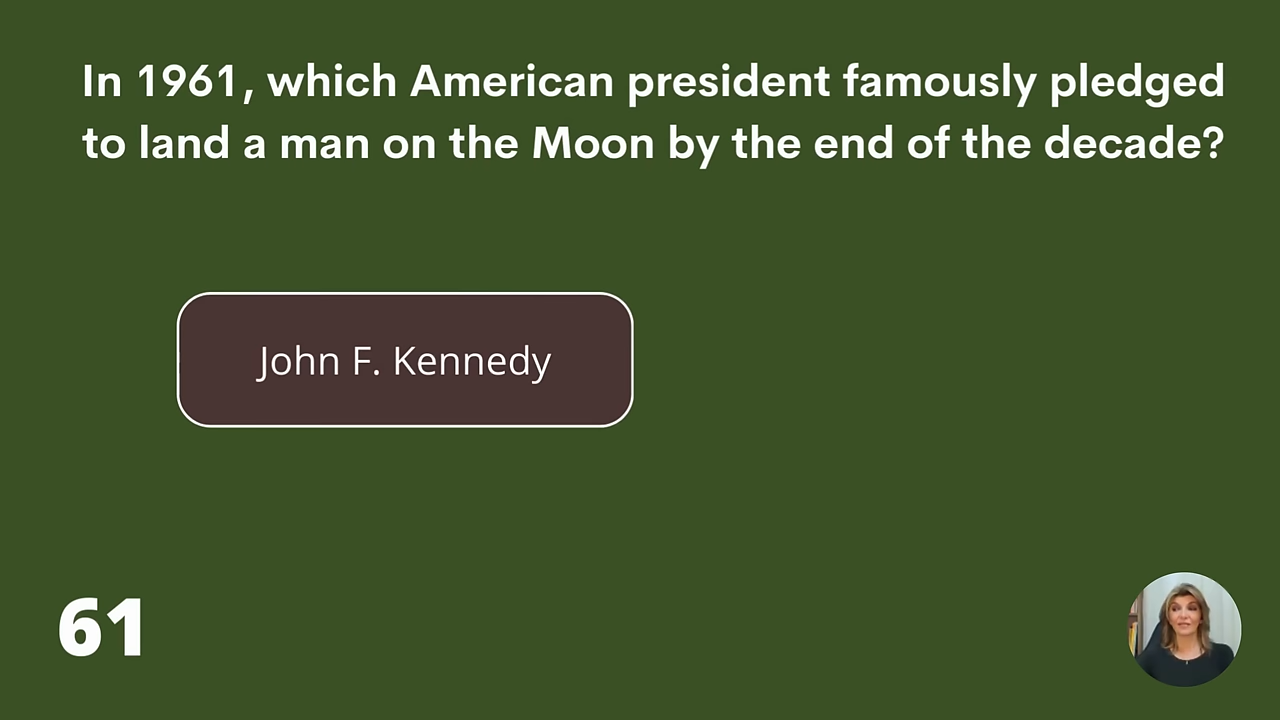 In 1961, which American president famously pledged
to land a man on the Moon by the end of the decade?
John F. Kennedy
61